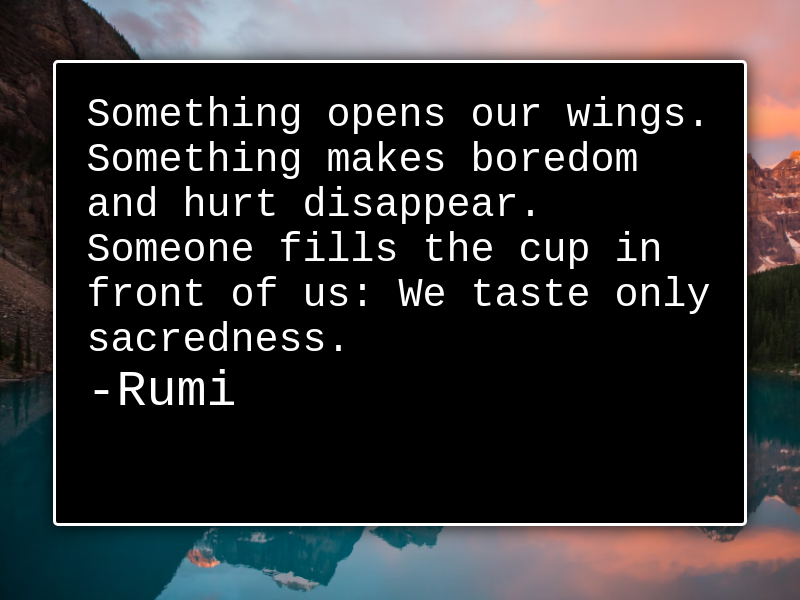 Something opens our wings.
Something makes boredom
and hurt disappear.
Someone fills the cup in
front of us: We taste only
sacredness.
-Rumi